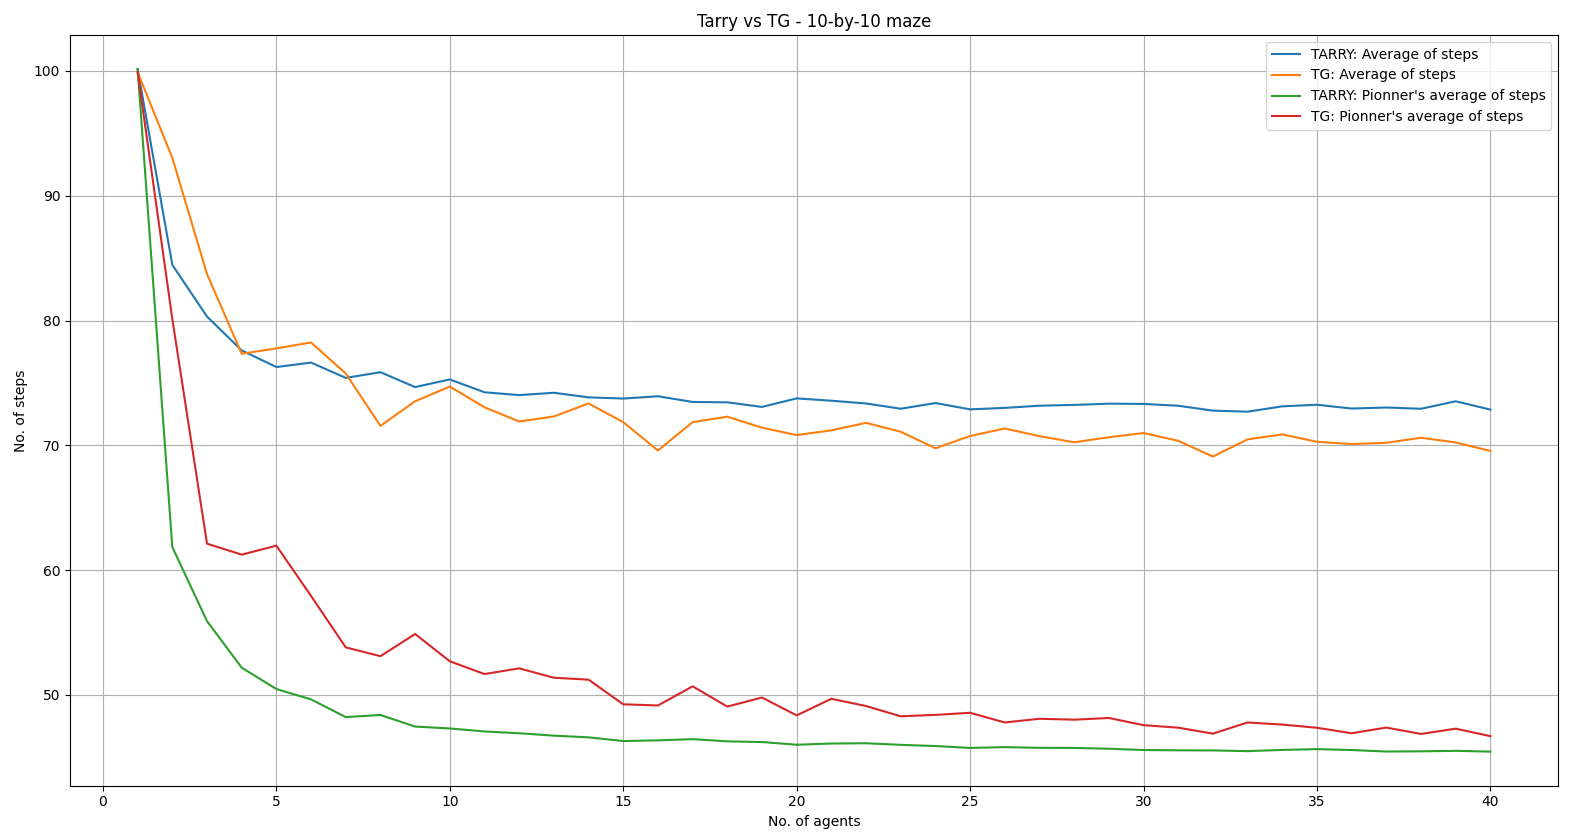 Tarry vs TG - 10-by-10 maze
TARRY: Average of steps
TG: Average of steps
TARRY: Pionner's average of steps
TG: Pionner's average of steps
100
90
80
70
60
50
No. of steps
0 5 10 15 20 25 30 35 40
No. of agents